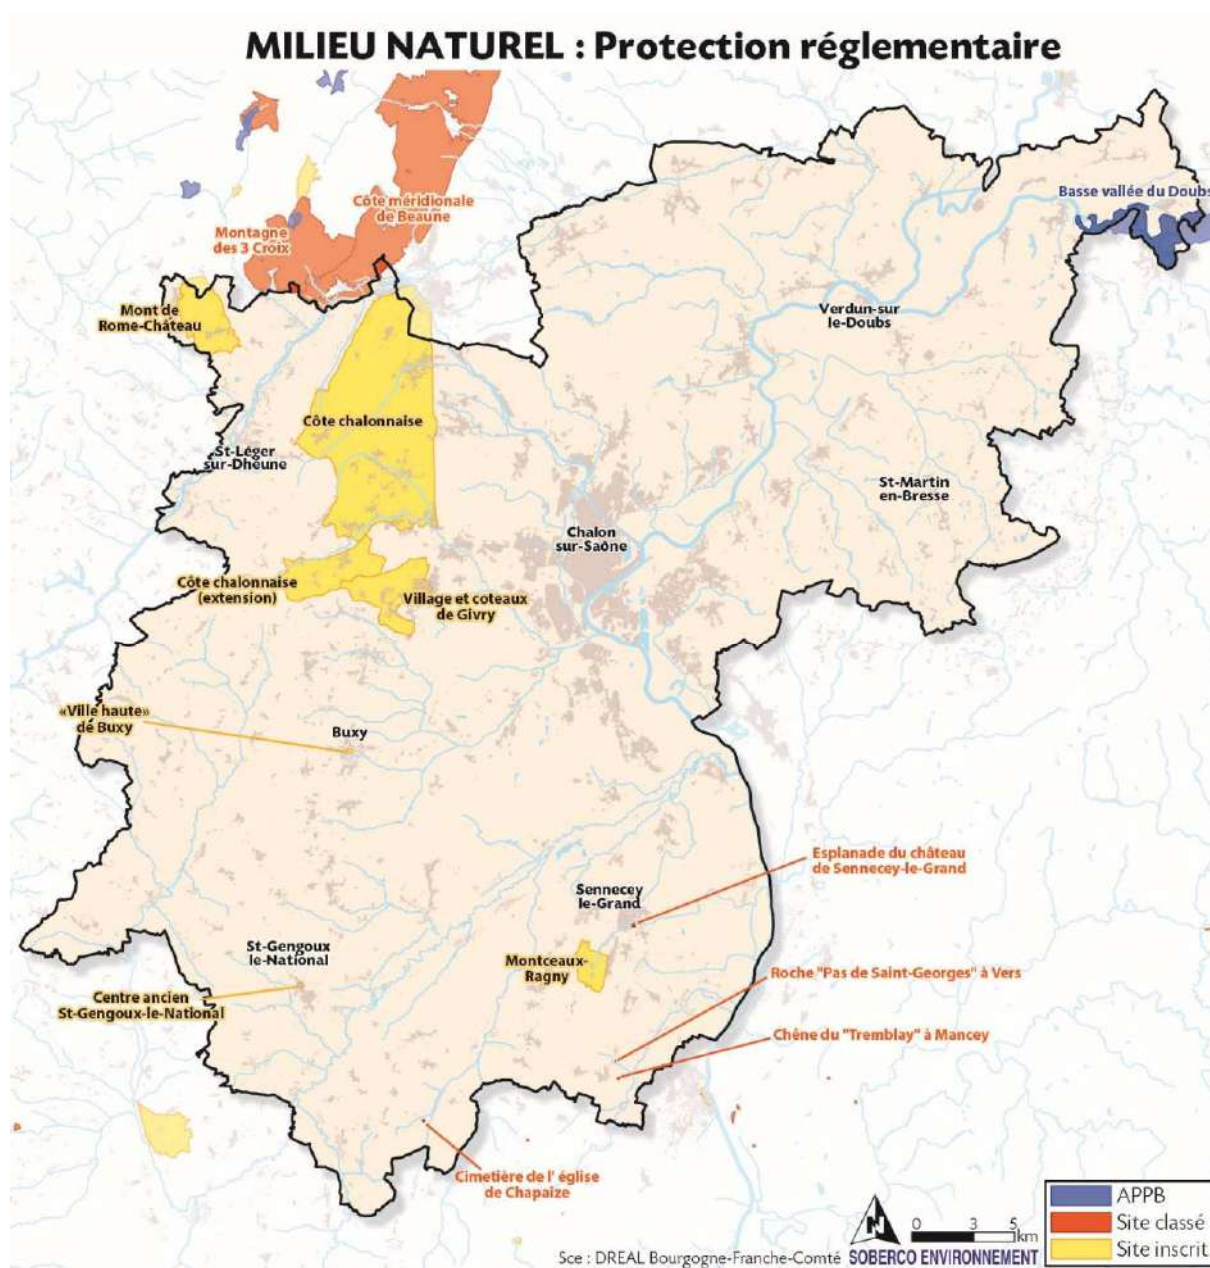 MILIEU NATUREL : Protection réglementaire
Côte méridionale
de Beaune
Montagne
des 3 Croix
Basse vallée du Doubs
Mont de
Rome-Château
Verdun-sur
le-Doubs
Côte chalonnaise
St-Léger
sur-Dheune
St-Martin
en-Bresse
Chalon
sur-Saône
Côte chalonnaise
(extension)
Village et coteaux
de Givry
«Ville haute»
de Buxy
Buxy
Esplanade du château
de Sennecey-le-Grand
Sennecey
le-Grand
St-Gengoux
le-National
Montceaux-
Ragny
Roche "Pas de Saint-Georges" à Vers
Centre ancien
St-Gengoux-le-National
Chêne du "Tremblay" à Mancey
Cimetière de l' église
de Chapaize
APPB
Site classé
Site inscrit
N
0 3 5
km
Sce : DREAL Bourgogne-Franche-Comté SOBERCO ENVIRONNEMENT